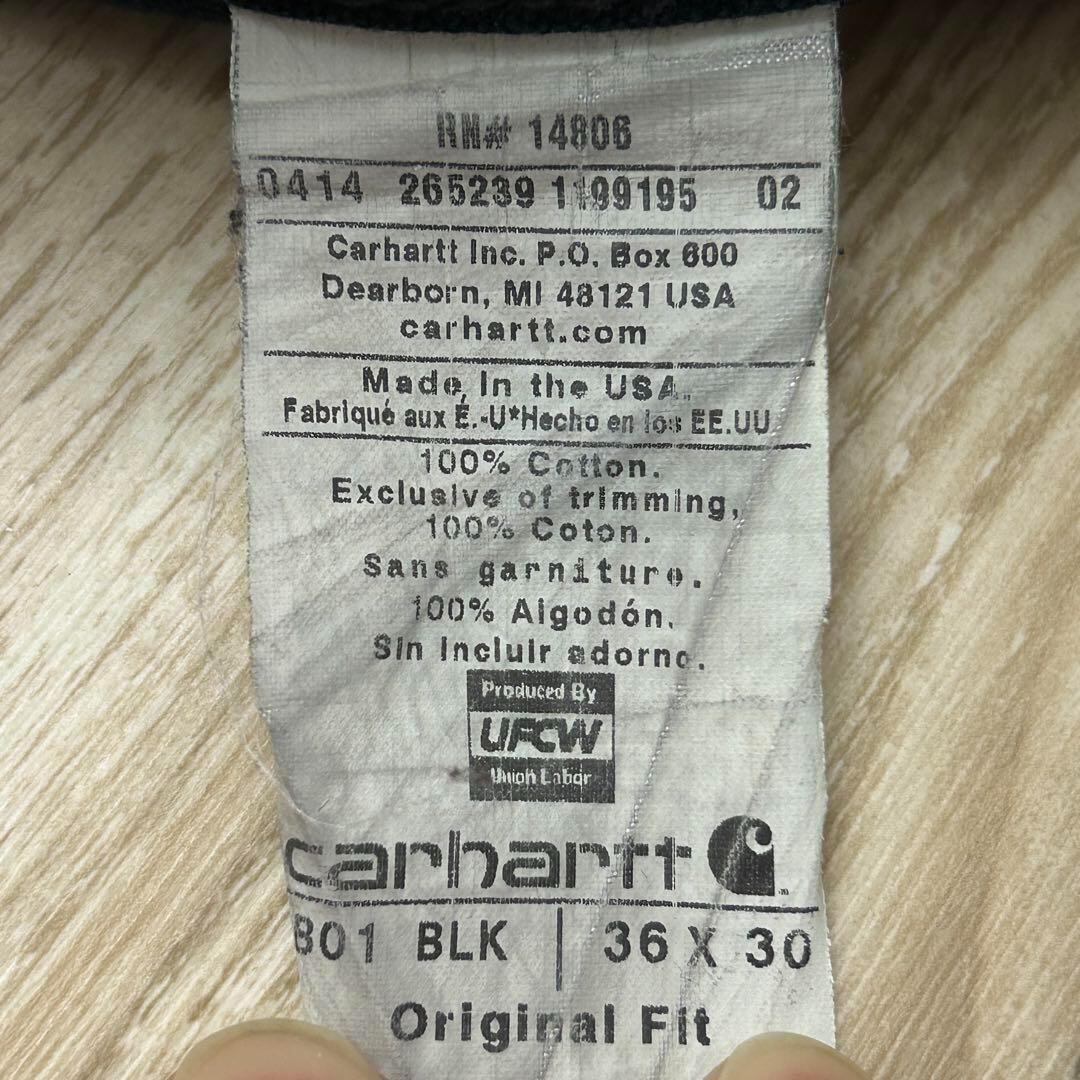 RN# 14806
0414 265239 1199195 02
Carhartt Inc. P.O. Box 600
Dearborn, MI 48121 USA
carhartt.com
Made in the USA.
Fabriqué aux É.-U*Hecho en los EE.UU
100% Cotton.
Exclusive of trimming,
100% Coton.
Sans garniture.
100% Algodón.
Sin incluir adorno.
Produced By
UFCW
Union Labor
carhartt
B01 BLK | 36 X 30
Original Fit